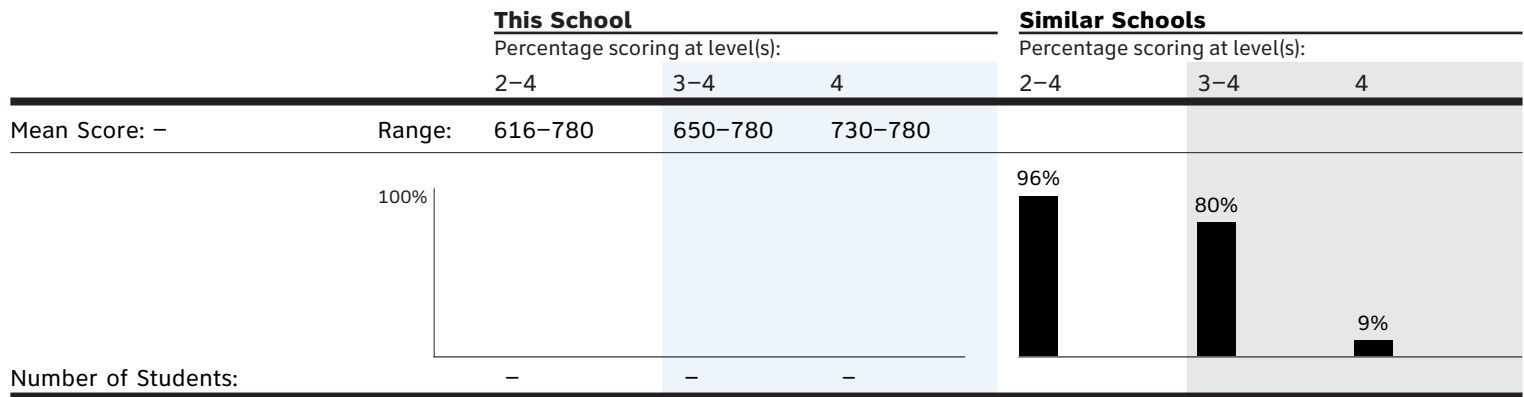 This School Similar Schools
Percentage scoring at level(s): Percentage scoring at level(s):
2–4 3–4 4 2–4 3–4 4
Mean Score: – Range: 616–780 650–780 730–780
96%
100%
80%
9%
Number of Students: – – –